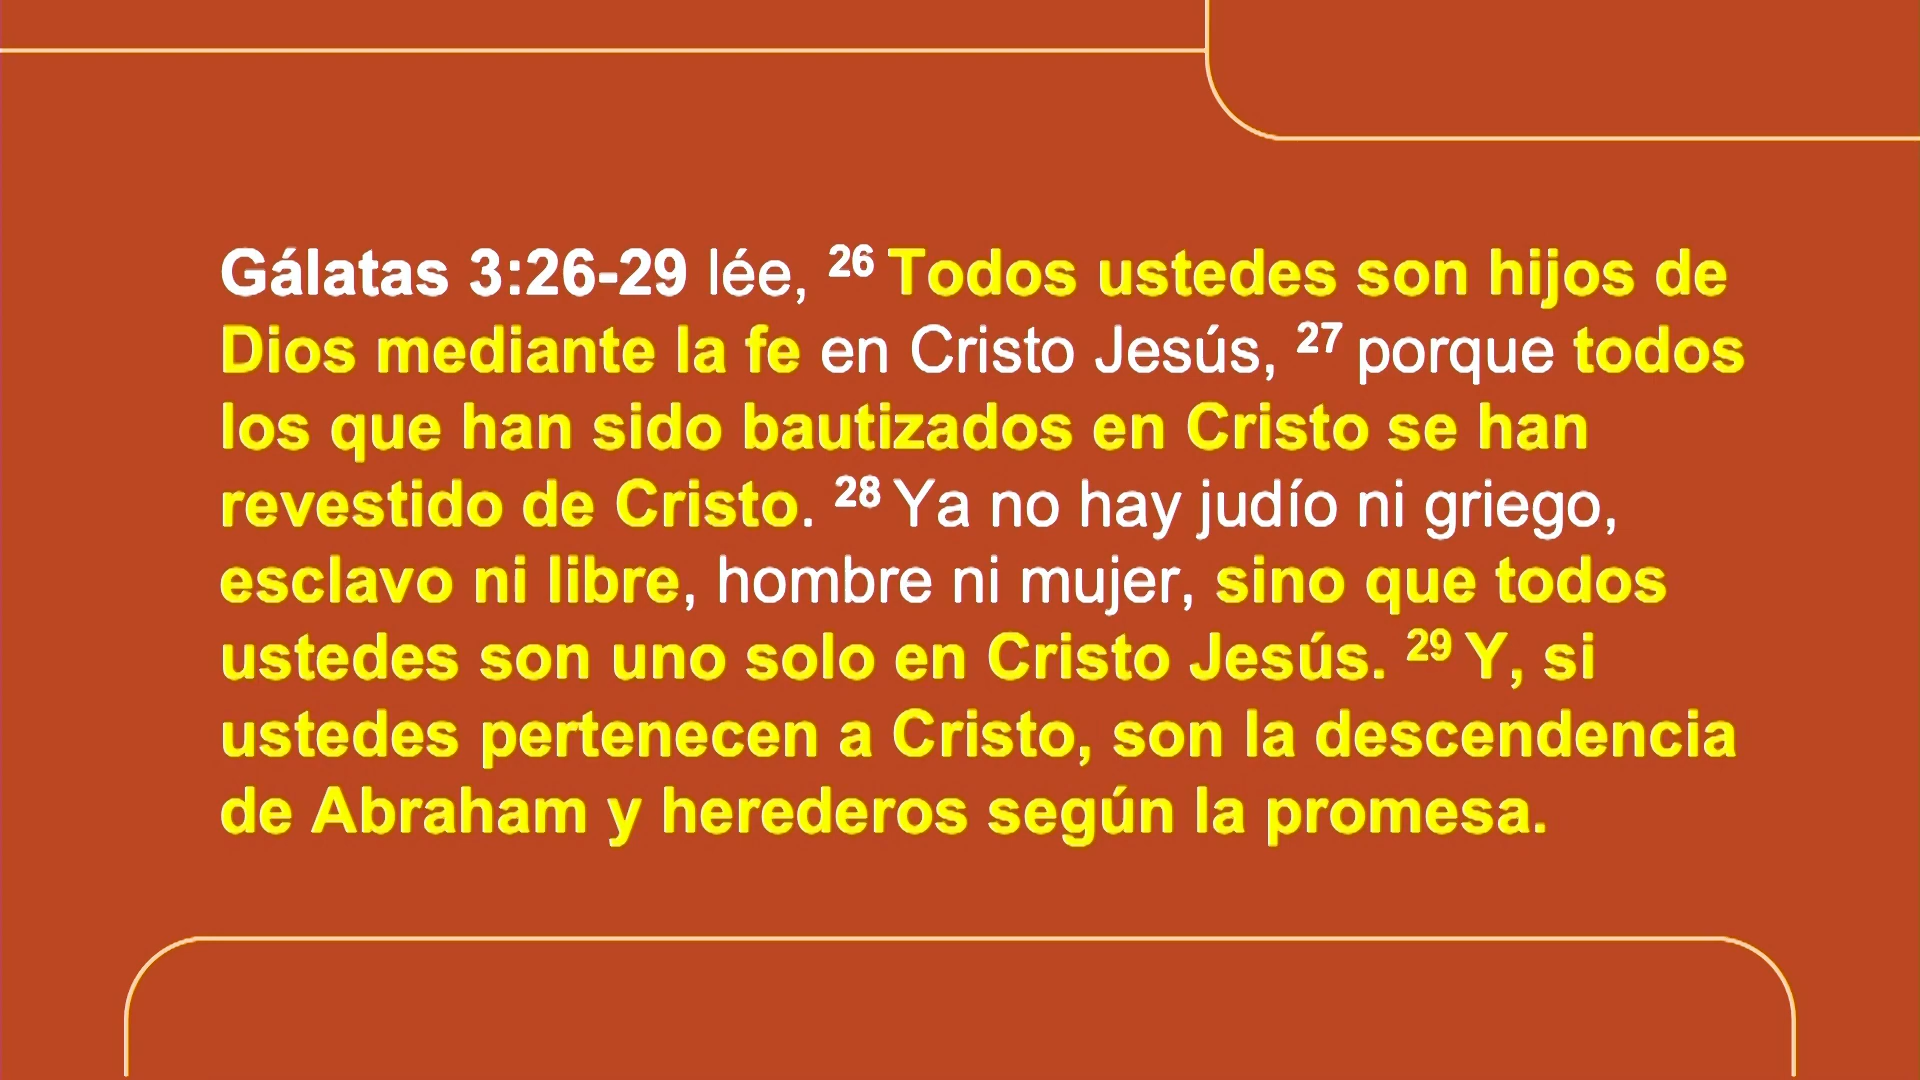 Gálatas 3:26-29 lée, 26 Todos ustedes son hijos de
Dios mediante la fe en Cristo Jesús, 27 porque todos
los que han sido bautizados en Cristo se han
revestido de Cristo. 28 Ya no hay judío ni griego,
esclavo ni libre, hombre ni mujer, sino que todos
ustedes son uno solo en Cristo Jesús. 29 Y, si
ustedes pertenecen a Cristo, son la descendencia
de Abraham y herederos según la promesa.